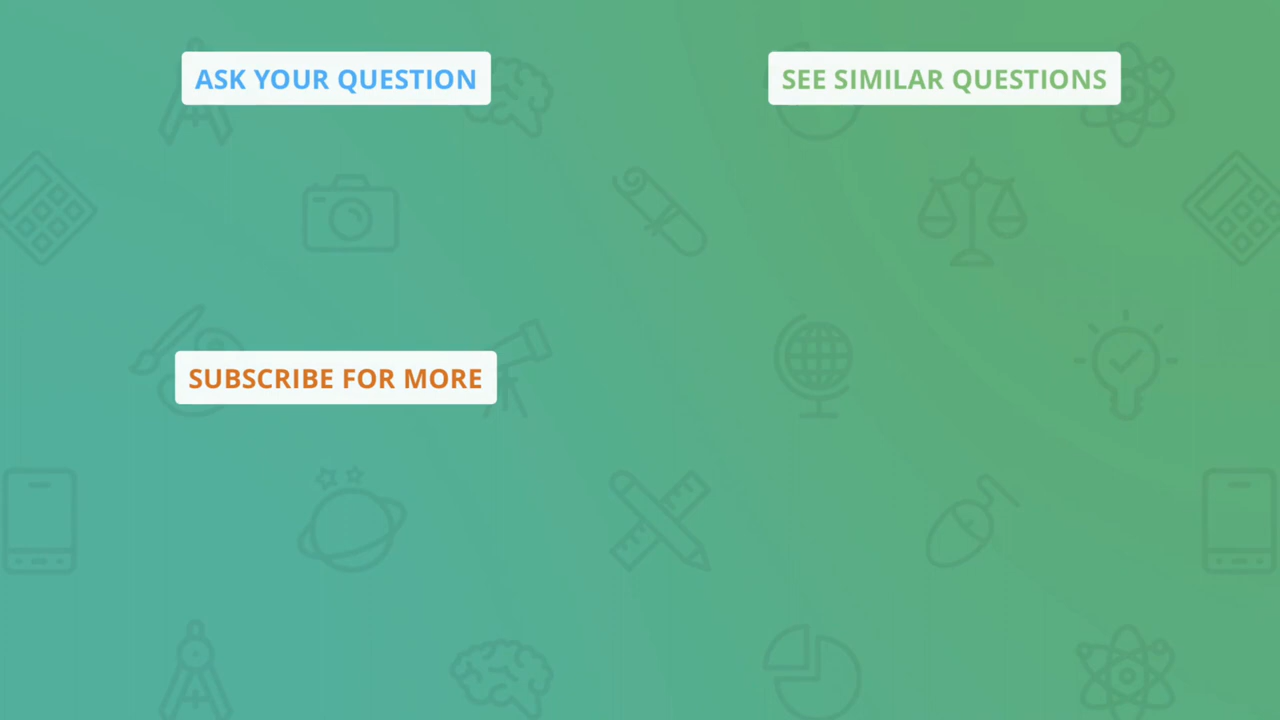 ASK YOUR QUESTION
SEE SIMILAR QUESTIONS
SUBSCRIBE FOR MORE